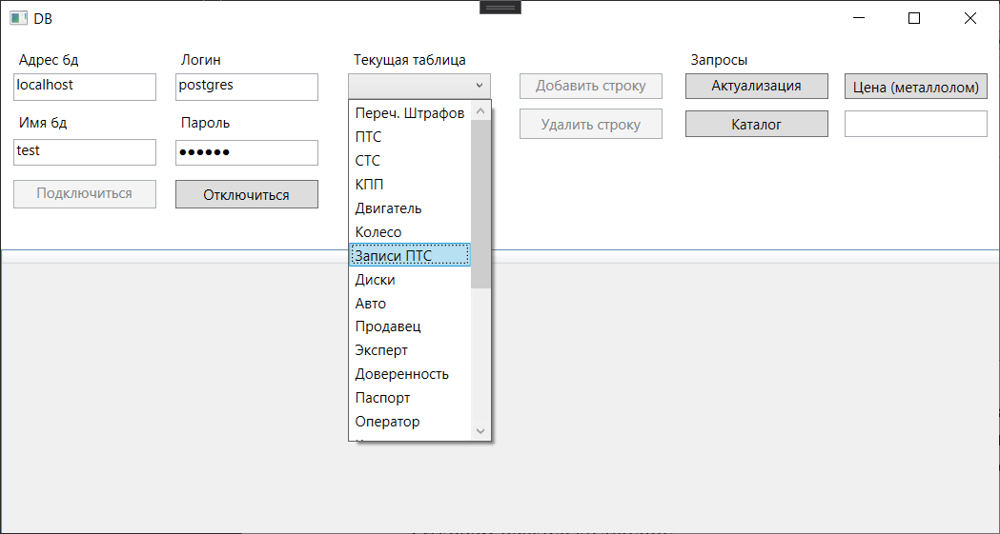 DB
Адрес бд
Логин
Текущая таблица
Запросы
localhost
postgres
Добавить строку
Актуализация
Цена (металлолом)
Имя бд
Пароль
Удалить строку
Каталог
test
●●●●●●
Подключиться
Отключиться
Переч. Штрафов
ПТС
СТС
КПП
Двигатель
Колесо
Записи ПТС
Диски
Авто
Продавец
Эксперт
Доверенность
Паспорт
Оператор